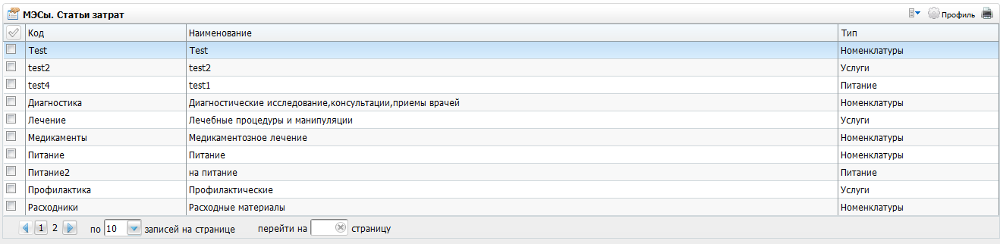 МЭСы. Статьи затрат Профиль
Код Наименование Тип
Test Test Номенклатуры
test2 test2 Услуги
test4 test1 Питание
Диагностика Диагностические исследование,консультации,приемы врачей Номенклатуры
Лечение Лечебные процедуры и манипуляции Услуги
Медикаменты Медикаментозное лечение Номенклатуры
Питание Питание Номенклатуры
Питание2 на питание Питание
Профилактика Профилактические Услуги
Расходники Расходные материалы Номенклатуры
1 2 по 10 записей на странице перейти на страницу